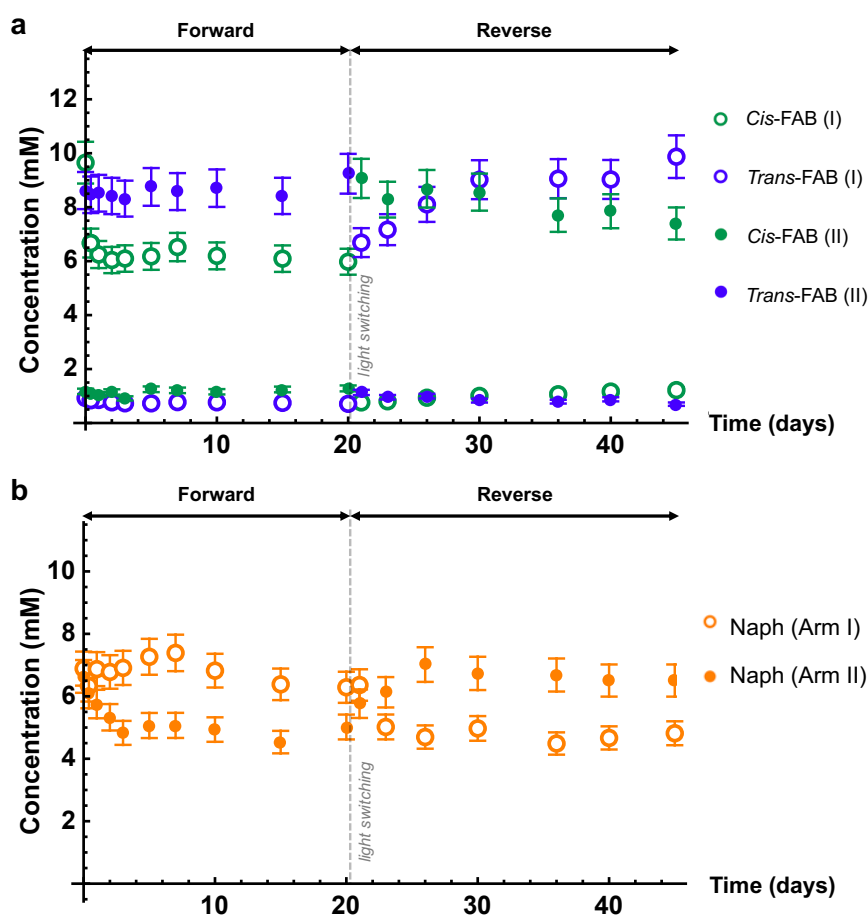 a
Forward
Reverse
Concentration (mM)
12
10
8
6
4
2
light switching
10
20
30
40
Time (days)
Cis-FAB (I)
Trans-FAB (I)
Cis-FAB (II)
Trans-FAB (II)
b
Forward
Reverse
Concentration (mM)
10
8
6
4
2
light switching
10
20
30
40
Time (days)
Naph (Arm I)
Naph (Arm II)